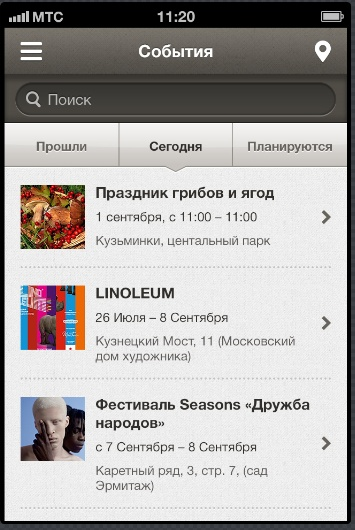 МТС 11:20
События
Поиск
Прошли Сегодня Планируются
Праздник грибов и ягод
1 сентября, с 11:00 – 11:00
Кузьминки, центальный парк
LINOLEUM
26 Июля – 8 Сентября
Кузнецкий Мост, 11 (Московский
дом художника)
Фестиваль Seasons «Дружба
народов»
с 7 Сентября – 8 Сентября
Каретный ряд, 3, стр. 7, (сад
Эрмитаж)